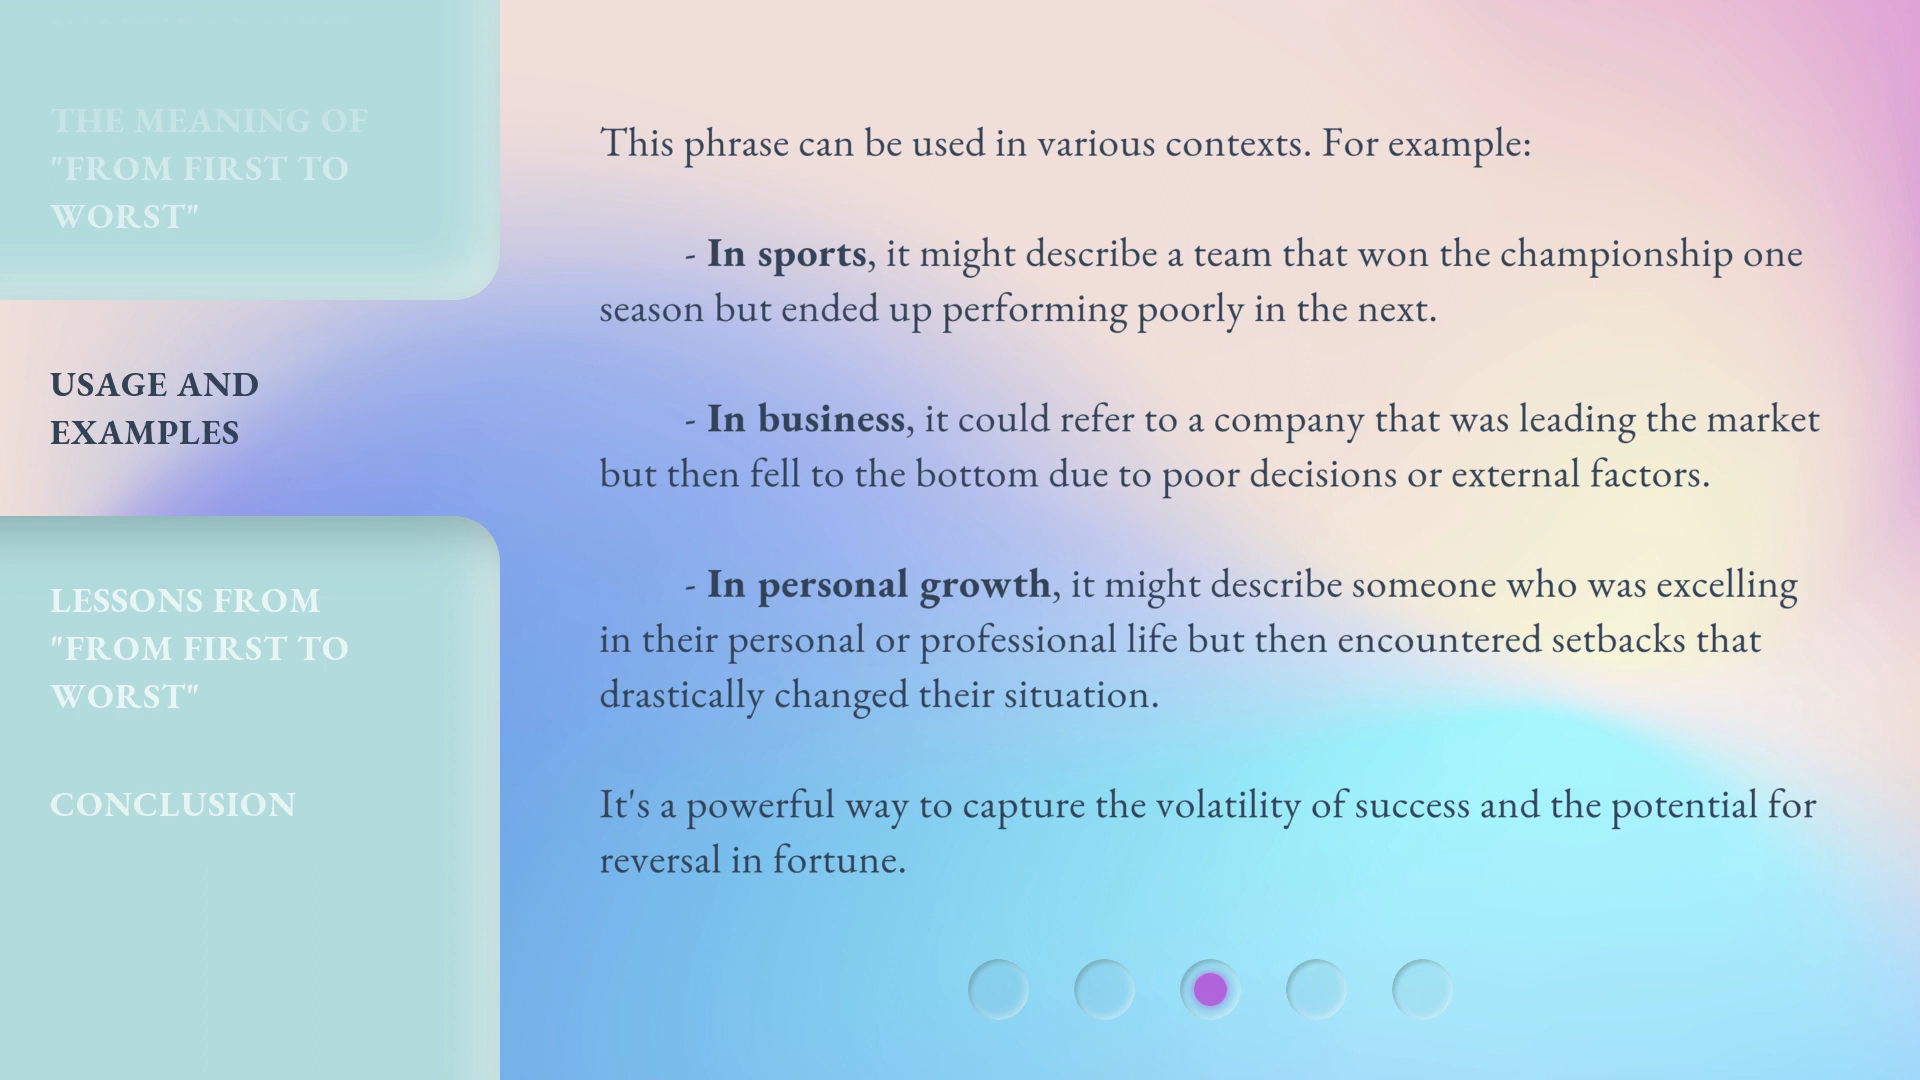 THE MEANING OF
"FROM FIRST TO
WORST"
USAGE AND
EXAMPLES
LESSONS FROM
"FROM FIRST TO
WORST"
CONCLUSION
This phrase can be used in various contexts. For example:
- In sports, it might describe a team that won the championship one
season but ended up performing poorly in the next.
- In business, it could refer to a company that was leading the market
but then fell to the bottom due to poor decisions or external factors.
- In personal growth, it might describe someone who was excelling
in their personal or professional life but then encountered setbacks that
drastically changed their situation.
It's a powerful way to capture the volatility of success and the potential for
reversal in fortune.